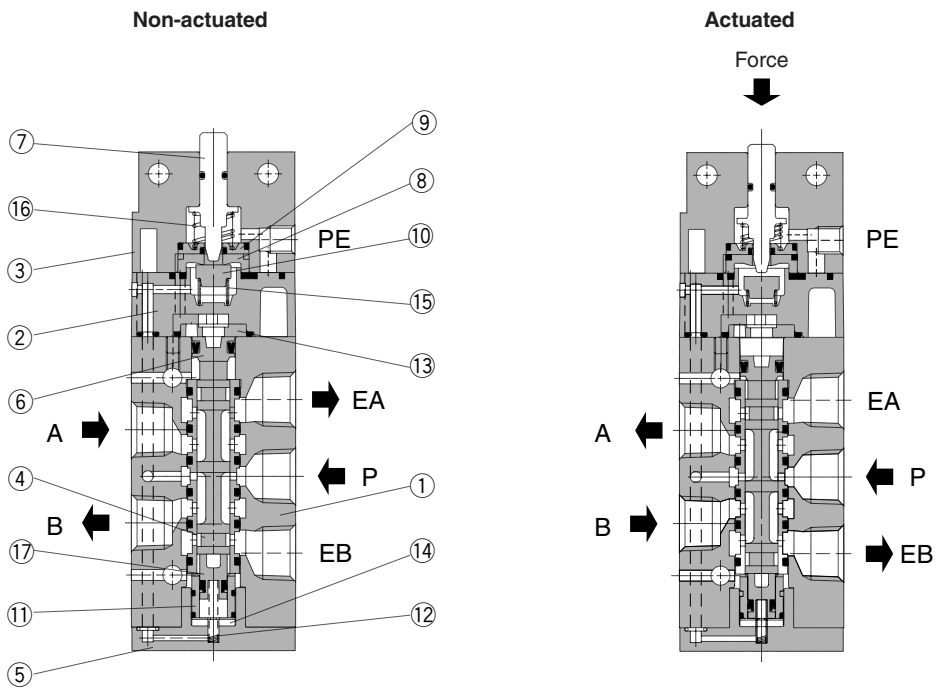 Non-actuated
Actuated
Force
⑦
⑨
⑧
⑯
PE
PE
⑩
③
⑮
②
⑬
⑥
EA
EA
A
A
P
P
①
B
B
④
EB
EB
⑰
⑭
⑪
⑫
⑤